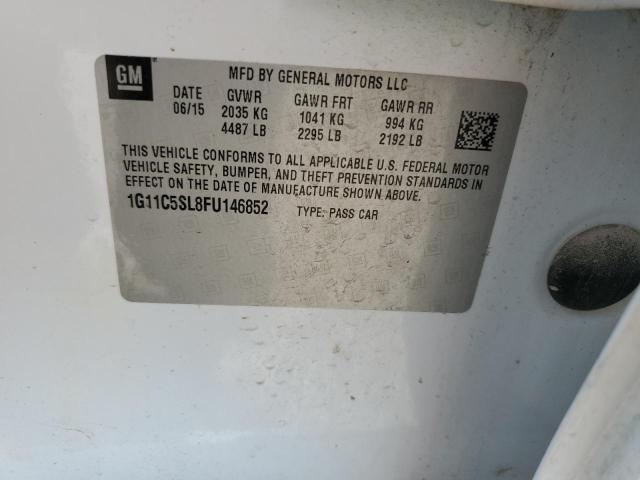 GM
MFD BY GENERAL MOTORS LLC
DATE GVWR GAWR FRT GAWR RR
06/15 2035 KG 1041 KG 994 KG
4487 LB 2295 LB 2192 LB
THIS VEHICLE CONFORMS TO ALL APPLICABLE U.S. FEDERAL MOTOR
VEHICLE SAFETY, BUMPER, AND THEFT PREVENTION STANDARDS IN
EFFECT ON THE DATE OF MANUFACTURE SHOWN ABOVE.
1G11C5SL8FU146852 TYPE: PASS CAR